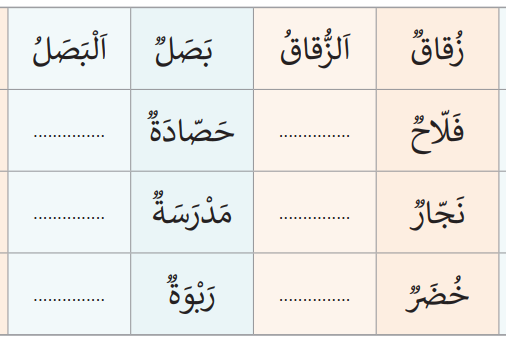 زُقاقٌ اَلزُّقاقُ بَصَلٌ اَلْبَصَلُ
فَلّاحٌ ............... حَصّادَةٌ ...............
نَجّارٌ ............... مَدْرَسَةٌ ...............
خُضَرٌ ............... رَبْوَةٌ ...............